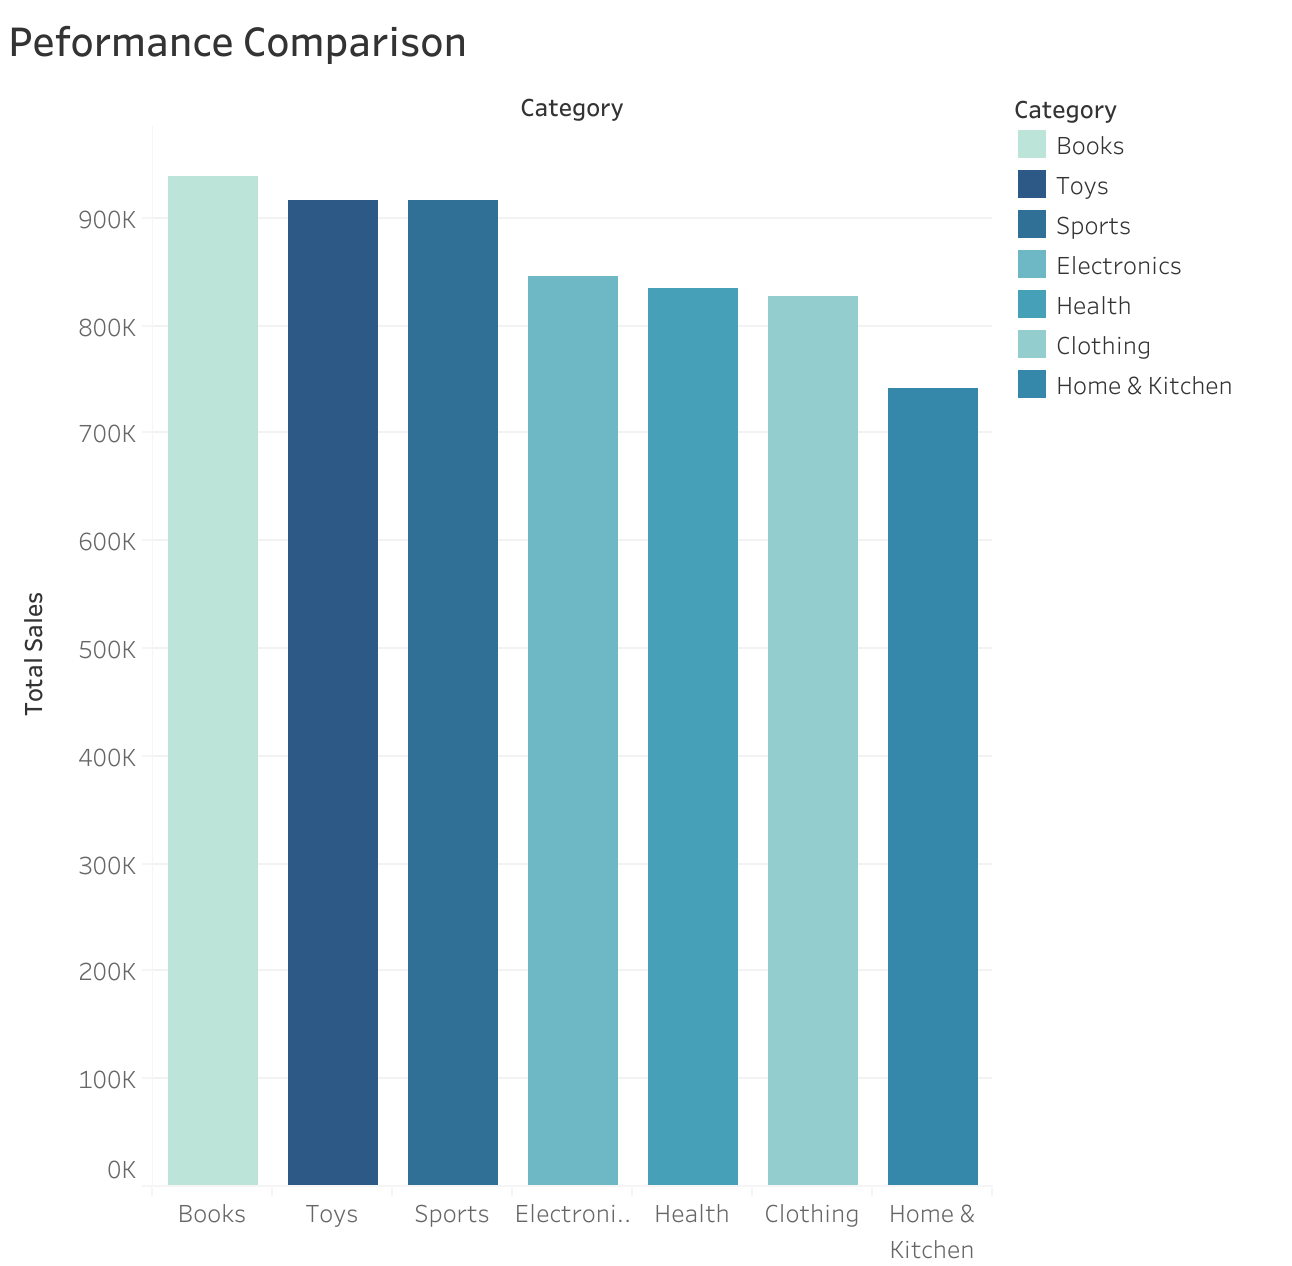 Peformance Comparison
Category
Category
Books
Toys
Sports
Electronics
Health
Clothing
Home & Kitchen
Total Sales
900K
800K
700K
600K
500K
400K
300K
200K
100K
0K
Books
Toys
Sports
Electroni..
Health
Clothing
Home &
Kitchen